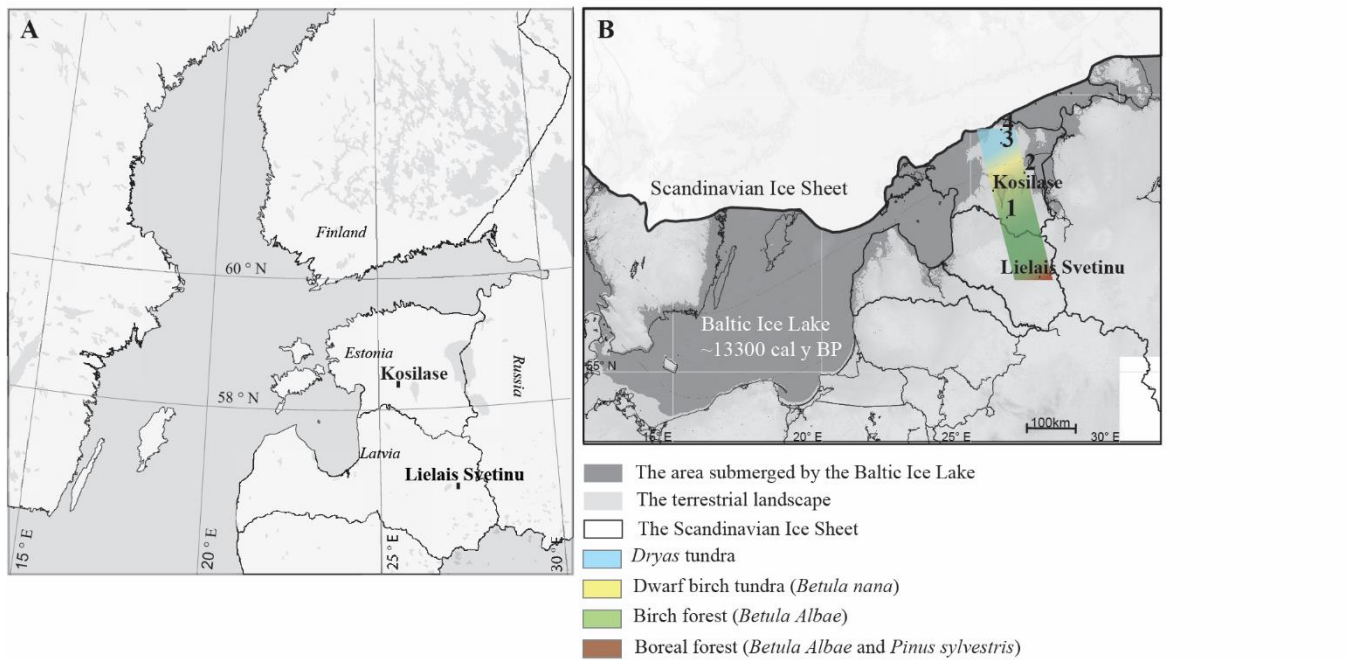 A
Finland
60 ° N
Estonia
Kosilase
Russia
58 ° N
Latvia
Lielais Svetinu
15 ° E
20 ° E
25 ° E
30 ° E
B
4
3
Scandinavian Ice Sheet
2
Kosilase
1
Lielais Svetinu
Baltic Ice Lake
~13300 cal y BP
55° N
100km
15° E
20° E
25° E
30° E
The area submerged by the Baltic Ice Lake
The terrestrial landscape
The Scandinavian Ice Sheet
Dryas tundra
Dwarf birch tundra (Betula nana)
Birch forest (Betula Albae)
Boreal forest (Betula Albae and Pinus sylvestris)